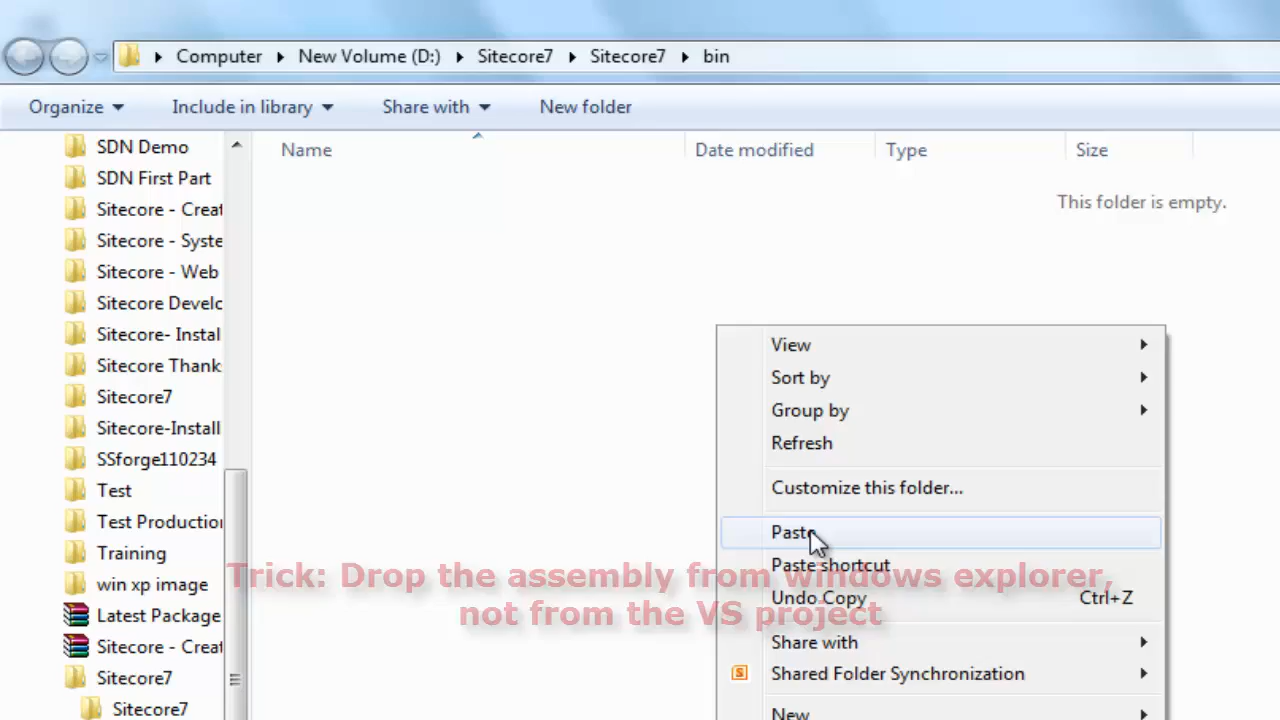 Computer New Volume (D:) Sitecore7 Sitecore7 bin
Organize Include in library Share with New folder
Name Date modified Type Size
This folder is empty.
SDN Demo
SDN First Part
Sitecore - Creat
Sitecore - Syste
Sitecore - Web
Sitecore Develo
Sitecore- Instal
Sitecore Thank
Sitecore7
Sitecore-Install
SSforge110234
Test
Test Production
Training
win xp image
Latest Package
Sitecore - Creat
Sitecore7
Sitecore7
View
Sort by
Group by
Refresh
Customize this folder...
Paste
Paste shortcut
Undo Copy Ctrl+Z
Share with
S Shared Folder Synchronization
New
Trick: Drop the assembly from windows explorer,
not from the VS project